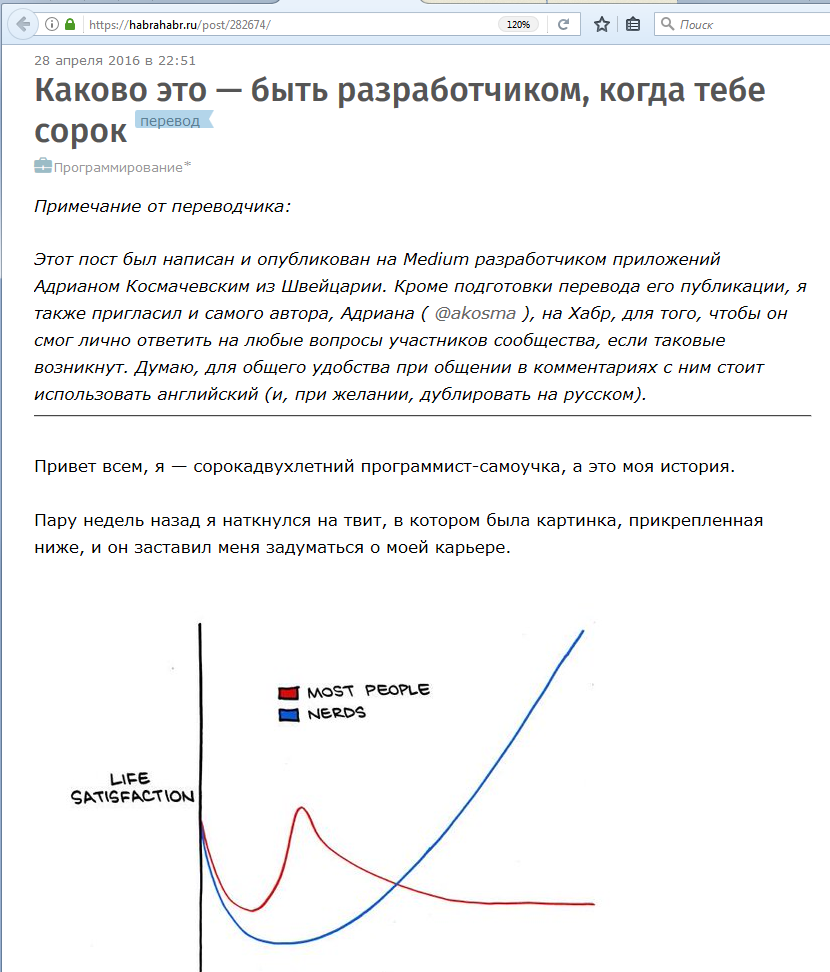 https://habrahabr.ru/post/282674/
120%
Поиск
28 апреля 2016 в 22:51
Каково это — быть разработчиком, когда тебе
сорок перевод
Программирование*
Примечание от переводчика:
Этот пост был написан и опубликован на Medium разработчиком приложений
Адрианом Космачевским из Швейцарии. Кроме подготовки перевода его публикации, я
также пригласил и самого автора, Адриана ( @akosma ), на Хабр, для того, чтобы он
смог лично ответить на любые вопросы участников сообщества, если таковые
возникнут. Думаю, для общего удобства при общении в комментариях с ним стоит
использовать английский (и, при желании, дублировать на русском).
Привет всем, я — сорокадвухлетний программист-самоучка, а это моя история.
Пару недель назад я наткнулся на твит, в котором была картинка, прикрепленная
ниже, и он заставил меня задуматься о моей карьере.
MOST PEOPLE
NERDS
LIFE
SATISFACTION